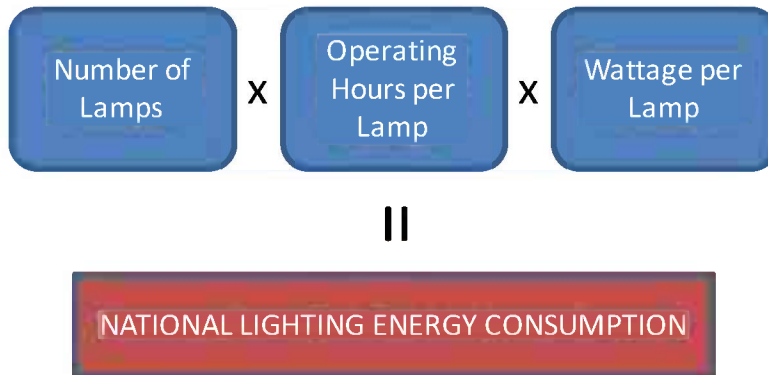 Number of
Lamps
x
Operating
Hours per
Lamp
x
Wattage per
Lamp
=
NATIONAL LIGHTING ENERGY CONSUMPTION